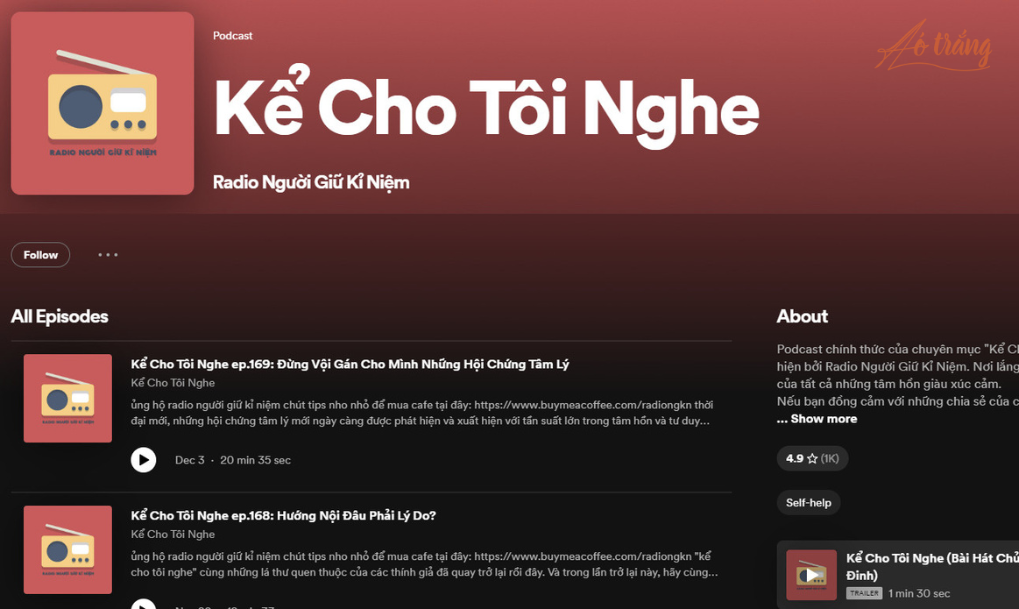 Podcast
Kể Cho Tôi Nghe
Radio Người Giữ Kỉ Niệm
Áo trắng
RADIO NGƯỜI GIỮ KỈ NIỆM
Follow
All Episodes
Kể Cho Tôi Nghe ep.169: Đừng Vội Gán Cho Mình Những Hội Chứng Tâm Lý
Kể Cho Tôi Nghe
ủng hộ radio người giữ kỉ niệm chút tips nho nhỏ để mua cafe tại đây: https://www.buymeacoffee.com/radiongkn thời
đại mới, những hội chứng tâm lý mới ngày càng được phát hiện và xuất hiện với tần suất lớn trong tâm hồn và tư duy...
Dec 3 · 20 min 35 sec
Kể Cho Tôi Nghe ep.168: Hướng Nội Đâu Phải Lý Do?
Kể Cho Tôi Nghe
ủng hộ radio người giữ kỉ niệm chút tips nho nhỏ để mua cafe tại đây: https://www.buymeacoffee.com/radiongkn "kể
cho tôi nghe" cùng những lá thư quen thuộc của các thính giả đã quay trở lại rồi đây. Và trong lần trở lại này, hãy cùng...
About
Podcast chính thức của chuyên mục "Kể
hiện bởi Radio Người Giữ Kỉ Niệm. Nơi lắng
của tất cả những tâm hồn giàu xúc cảm.
Nếu bạn đồng cảm với những chia sẻ của
... Show more
4.9 ☆ (1K)
Self-help
Kể Cho Tôi Nghe (Bài Hát Chủ
Đinh)
TRAILER 1 min 30 sec